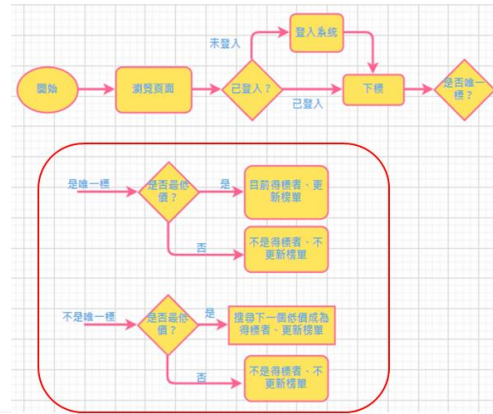 未登入
登入系統
開始
瀏覽頁面
已登入？
已登入
下標
是否唯一
標？
是唯一標
是否最低
價？
是
目前得標者、更
新榜單
否
不是得標者、不
更新榜單
不是唯一標
是否最低
價？
是
搜尋下一個低價成為
得標者、更新榜單
否
不是得標者、不
更新榜單